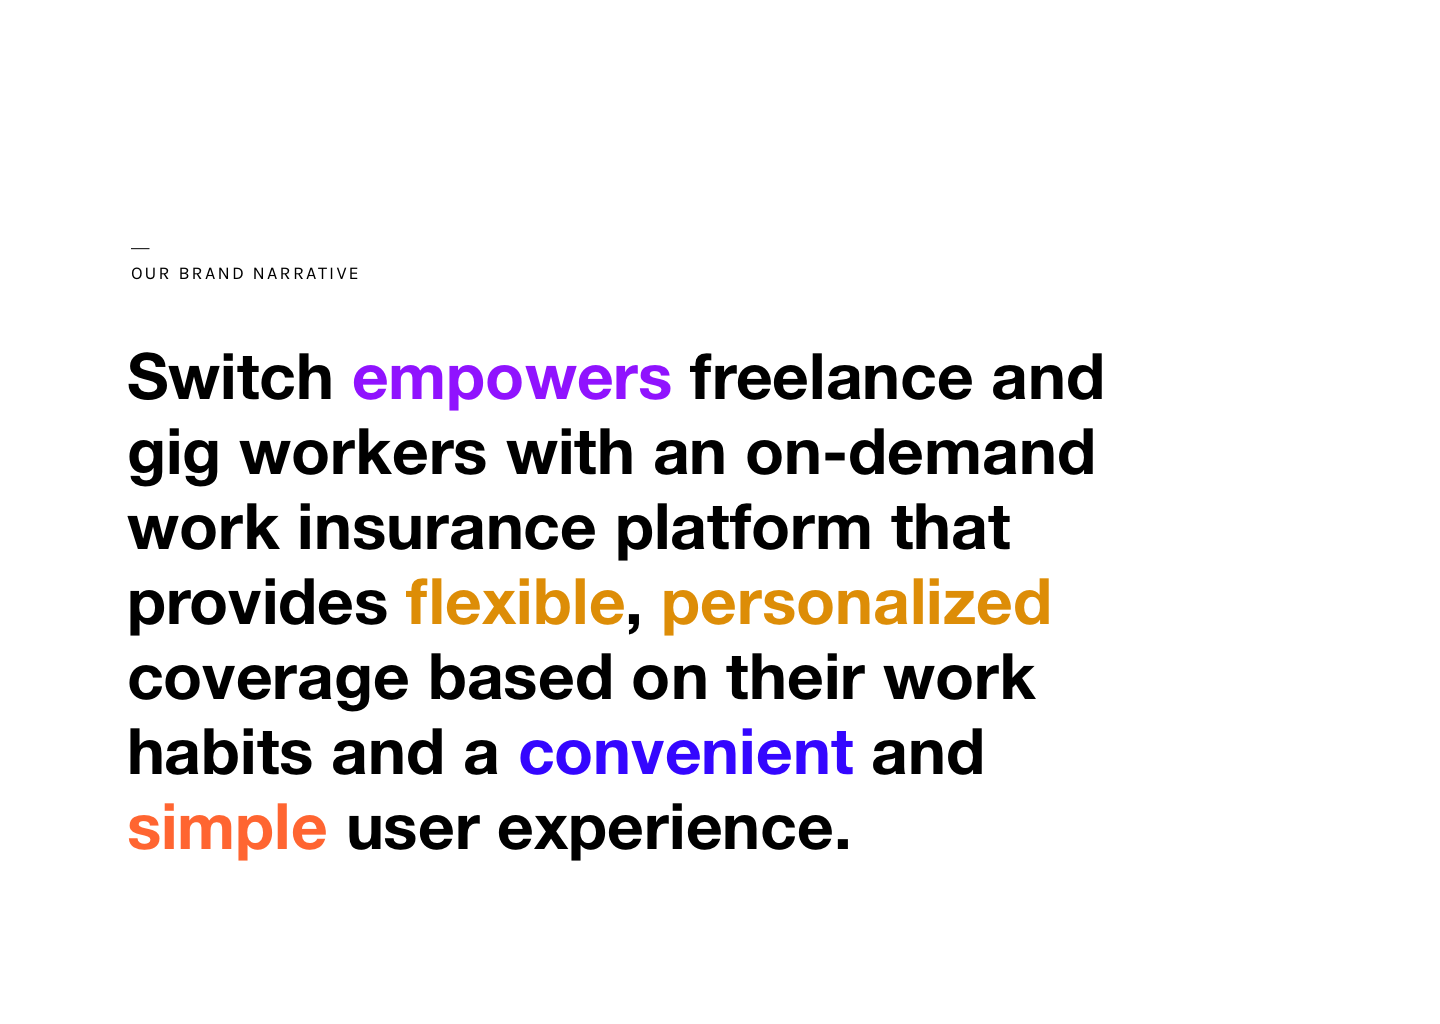 OUR BRAND NARRATIVE
Switch empowers freelance and
gig workers with an on-demand
work insurance platform that
provides flexible, personalized
coverage based on their work
habits and a convenient and
simple user experience.